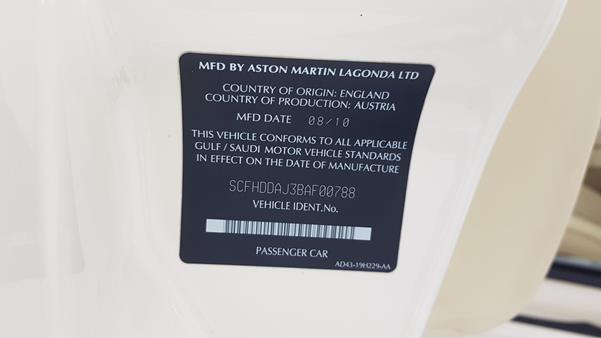 MFD BY ASTON MARTIN LAGONDA LTD
COUNTRY OF ORIGIN: ENGLAND
COUNTRY OF PRODUCTION: AUSTRIA
MFD DATE 08/10
THIS VEHICLE CONFORMS TO ALL APPLICABLE
GULF / SAUDI MOTOR VEHICLE STANDARDS
IN EFFECT ON THE DATE OF MANUFACTURE
SCFHDDAJ3BAF00788
VEHICLE IDENT.No.
PASSENGER CAR
AD43-19H229-AA